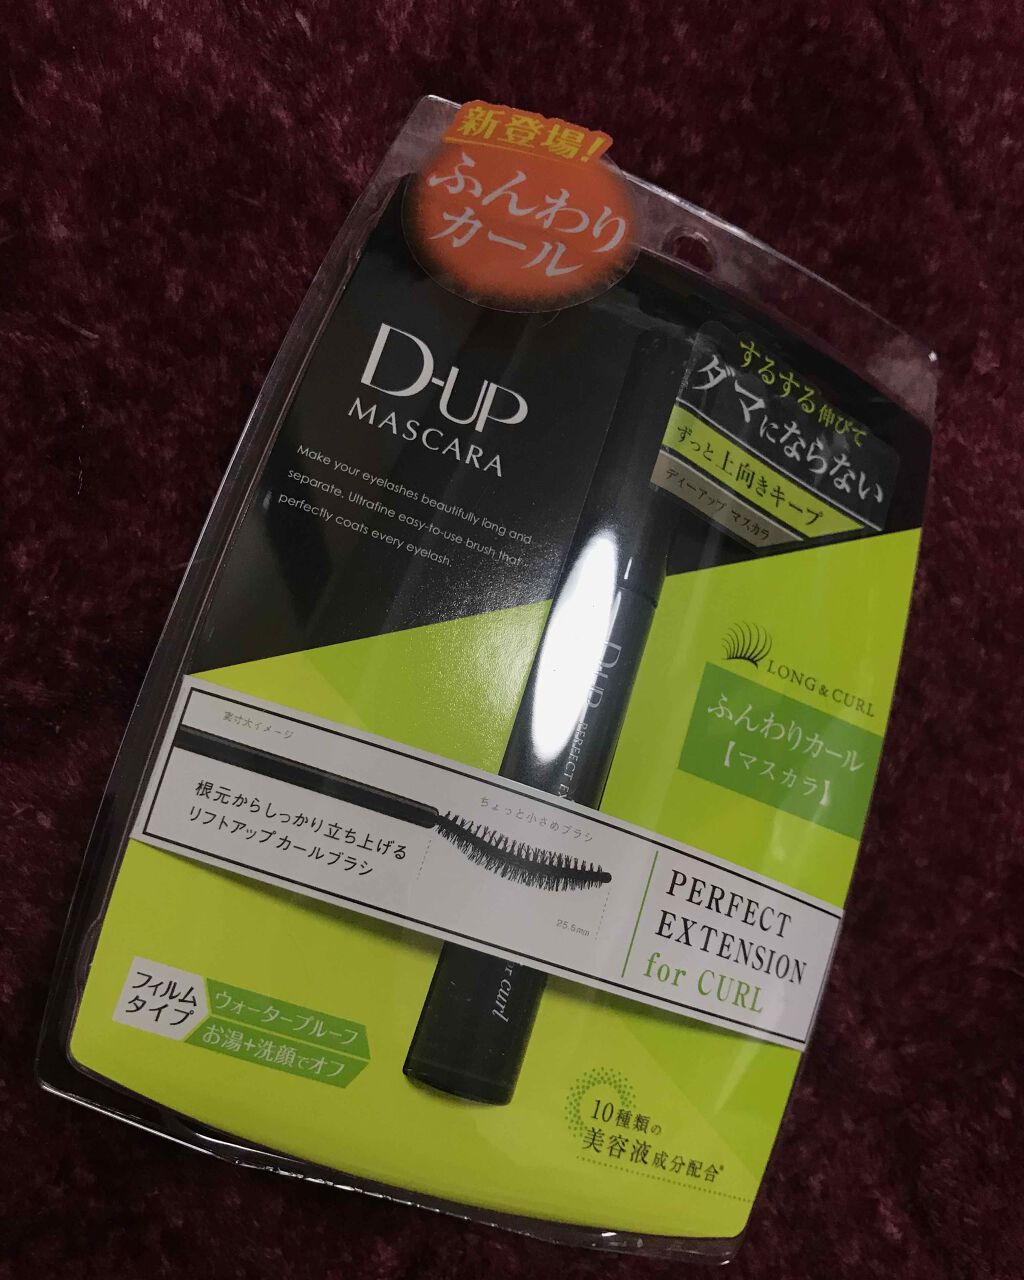 新登場!
ふんわり
カール
D-UP
MASCARA
Make your eyelashes beautifully long and
separate. Ultrafine easy-to-use brush that
perfectly coats every eyelash.
するする伸びて
ダマにならない
ずっと上向きキープ
ディーアップ マスカラ
LONG & CURL
ふんわりカール
【マスカラ】
D-UP PERFECT EX
実寸大イメージ
根元からしっかり立ち上げる
リフトアップカールブラシ
ちょっと小さめブラシ
25.5mm
PERFECT
EXTENSION
for CURL
or curl
フィルム
タイプ
ウォータープルーフ
お湯+洗顔でオフ
10種類の
美容液成分配合*